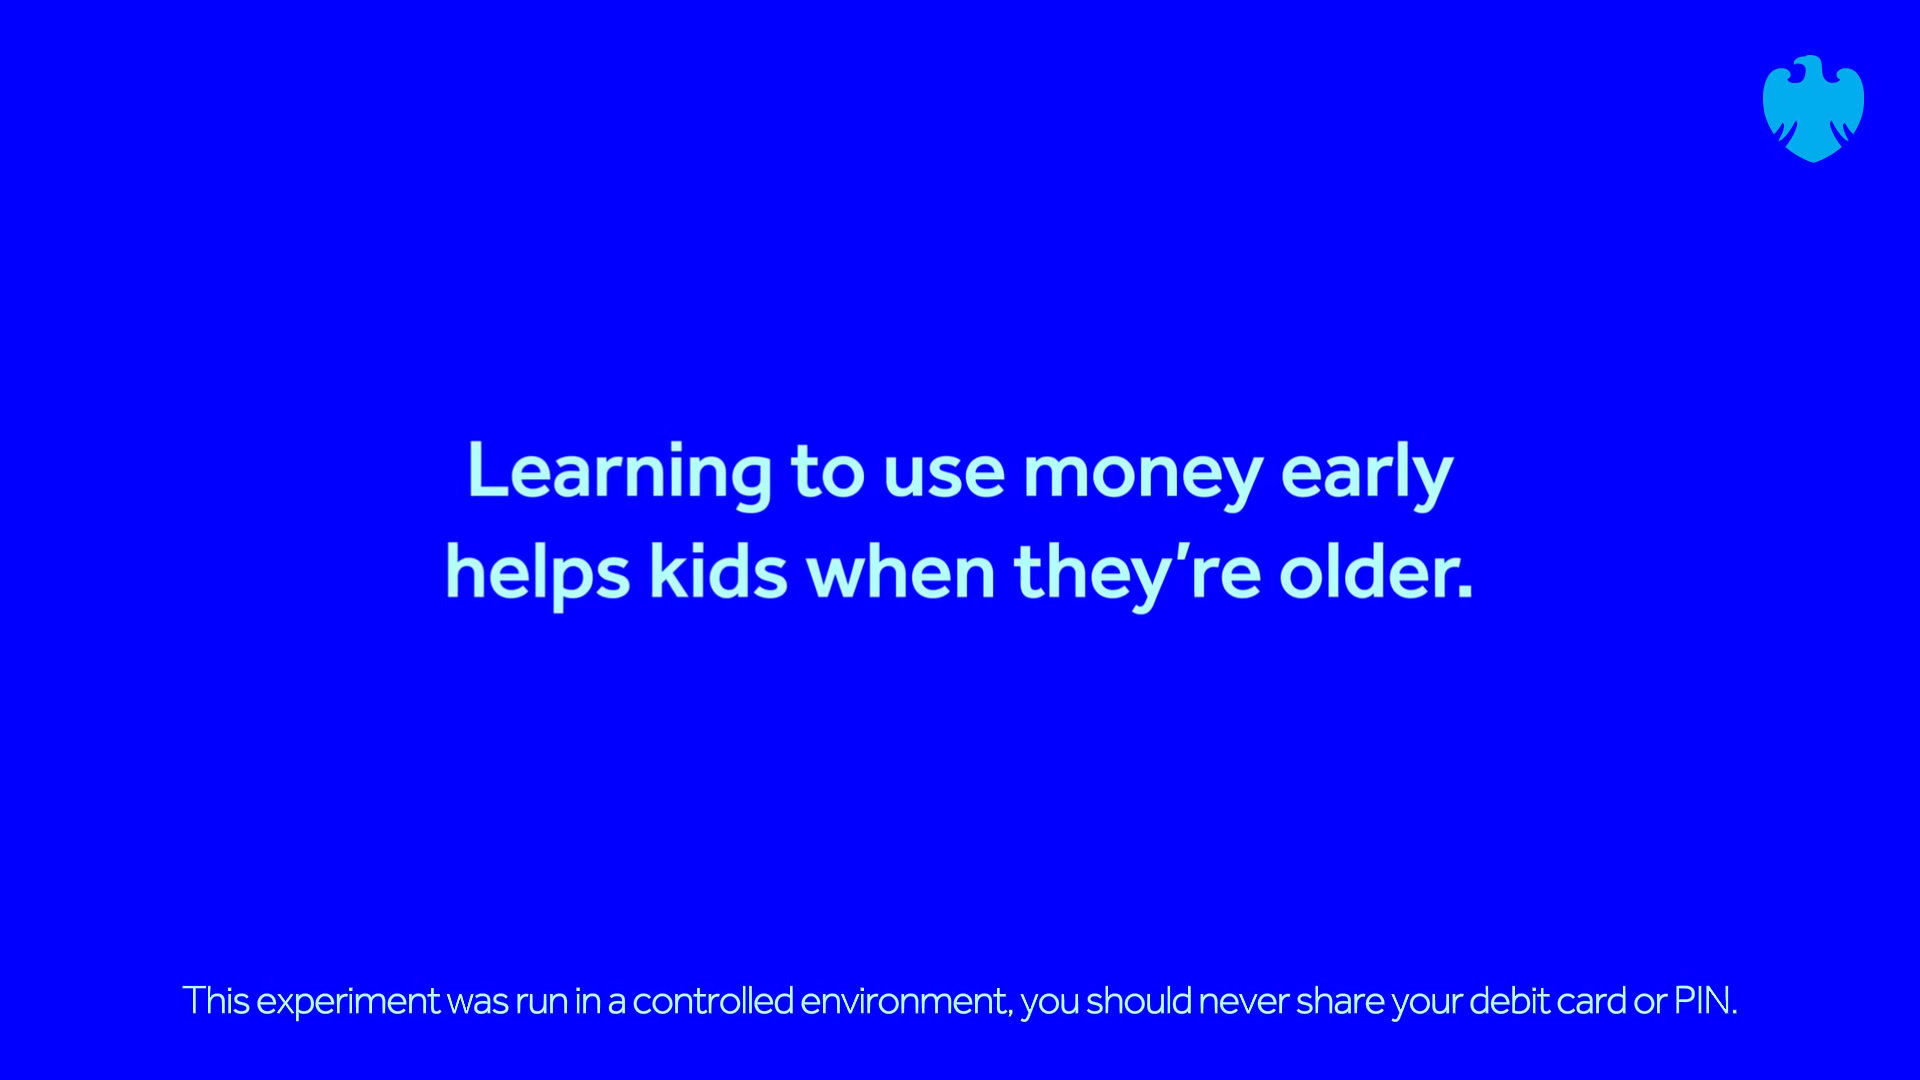 Learning to use money early
helps kids when they’re older.
This experiment was run in a controlled environment, you should never share your debit card or PIN.